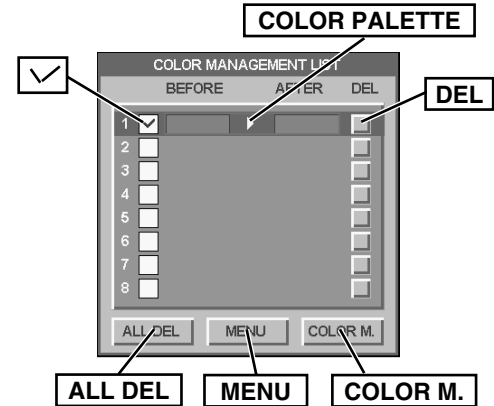 COLOR PALETTE
COLOR MANAGEMENT LIST
BEFORE AFTER DEL
DEL
1
2
3
4
5
6
7
8
ALL DEL MENU COLOR M.
ALL DEL MENU COLOR M.